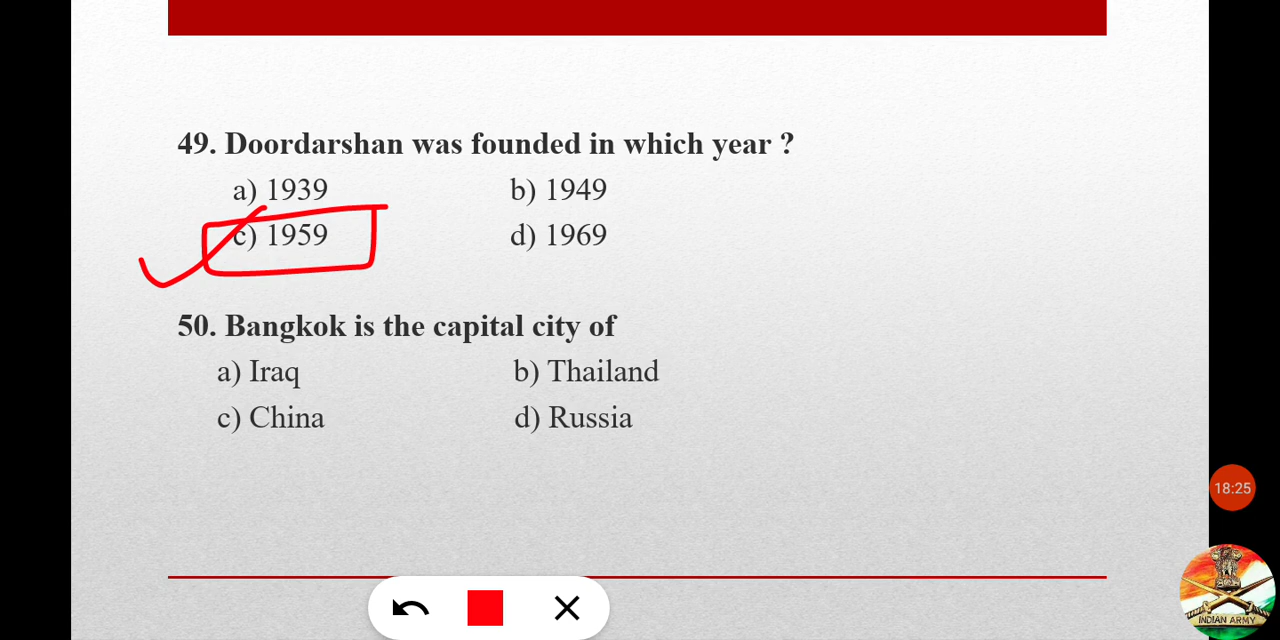 49. Doordarshan was founded in which year ?
a) 1939 b) 1949
c) 1959 d) 1969
50. Bangkok is the capital city of
a) Iraq b) Thailand
c) China d) Russia
18:25
INDIAN ARMY